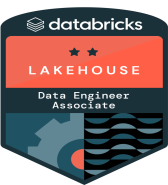 databricks
LAKEHOUSE
Data Engineer
Associate